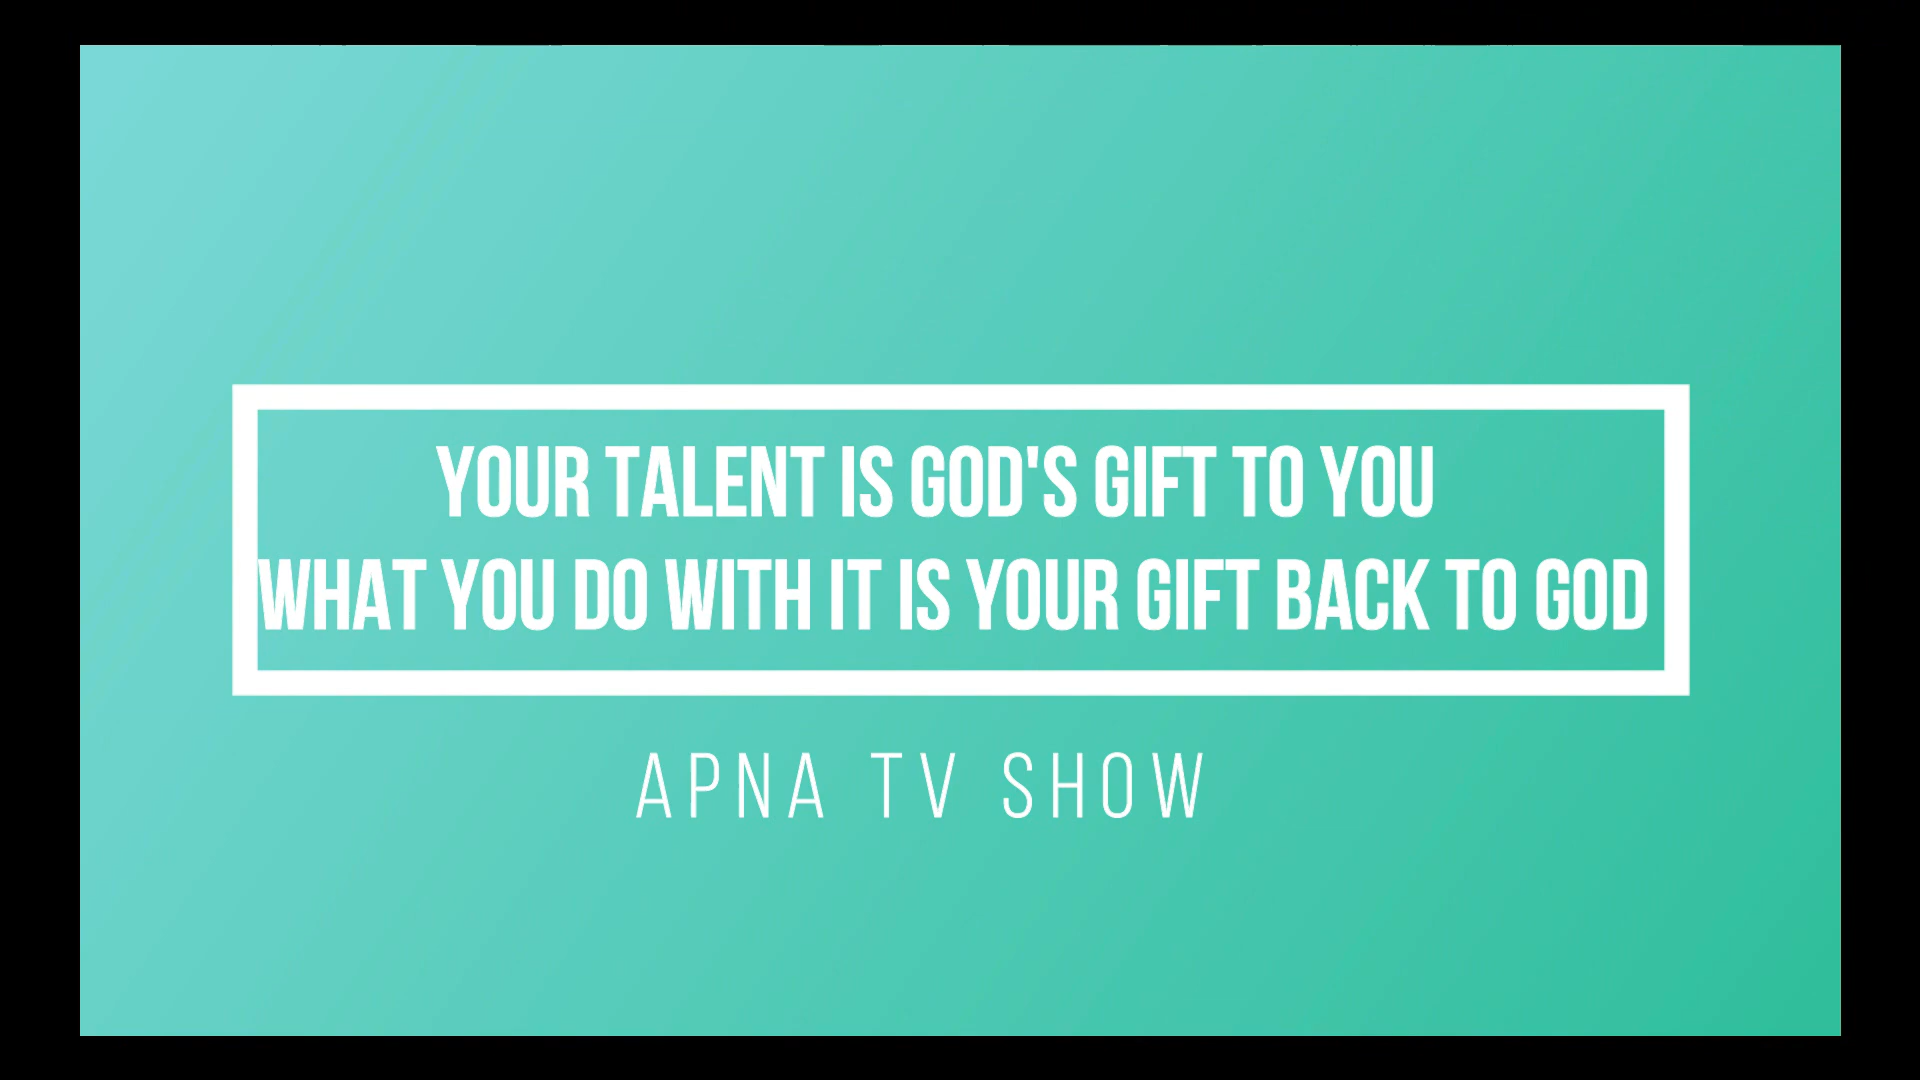 YOUR TALENT IS GOD'S GIFT TO YOU
WHAT YOU DO WITH IT IS YOUR GIFT BACK TO GOD
APNA TV SHOW